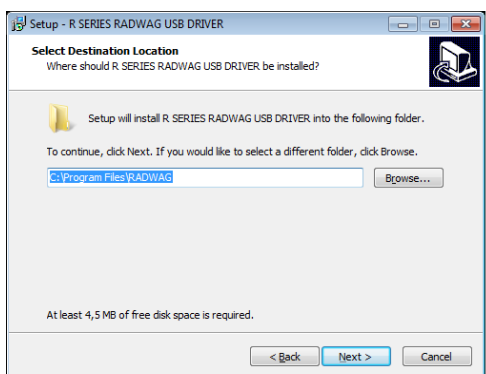 Setup - R SERIES RADWAG USB DRIVER
Select Destination Location
Where should R SERIES RADWAG USB DRIVER be installed?
Setup will install R SERIES RADWAG USB DRIVER into the following folder.
To continue, click Next. If you would like to select a different folder, click Browse.
C:\Program Files\RADWAG
Browse...
At least 4,5 MB of free disk space is required.
< Back
Next >
Cancel